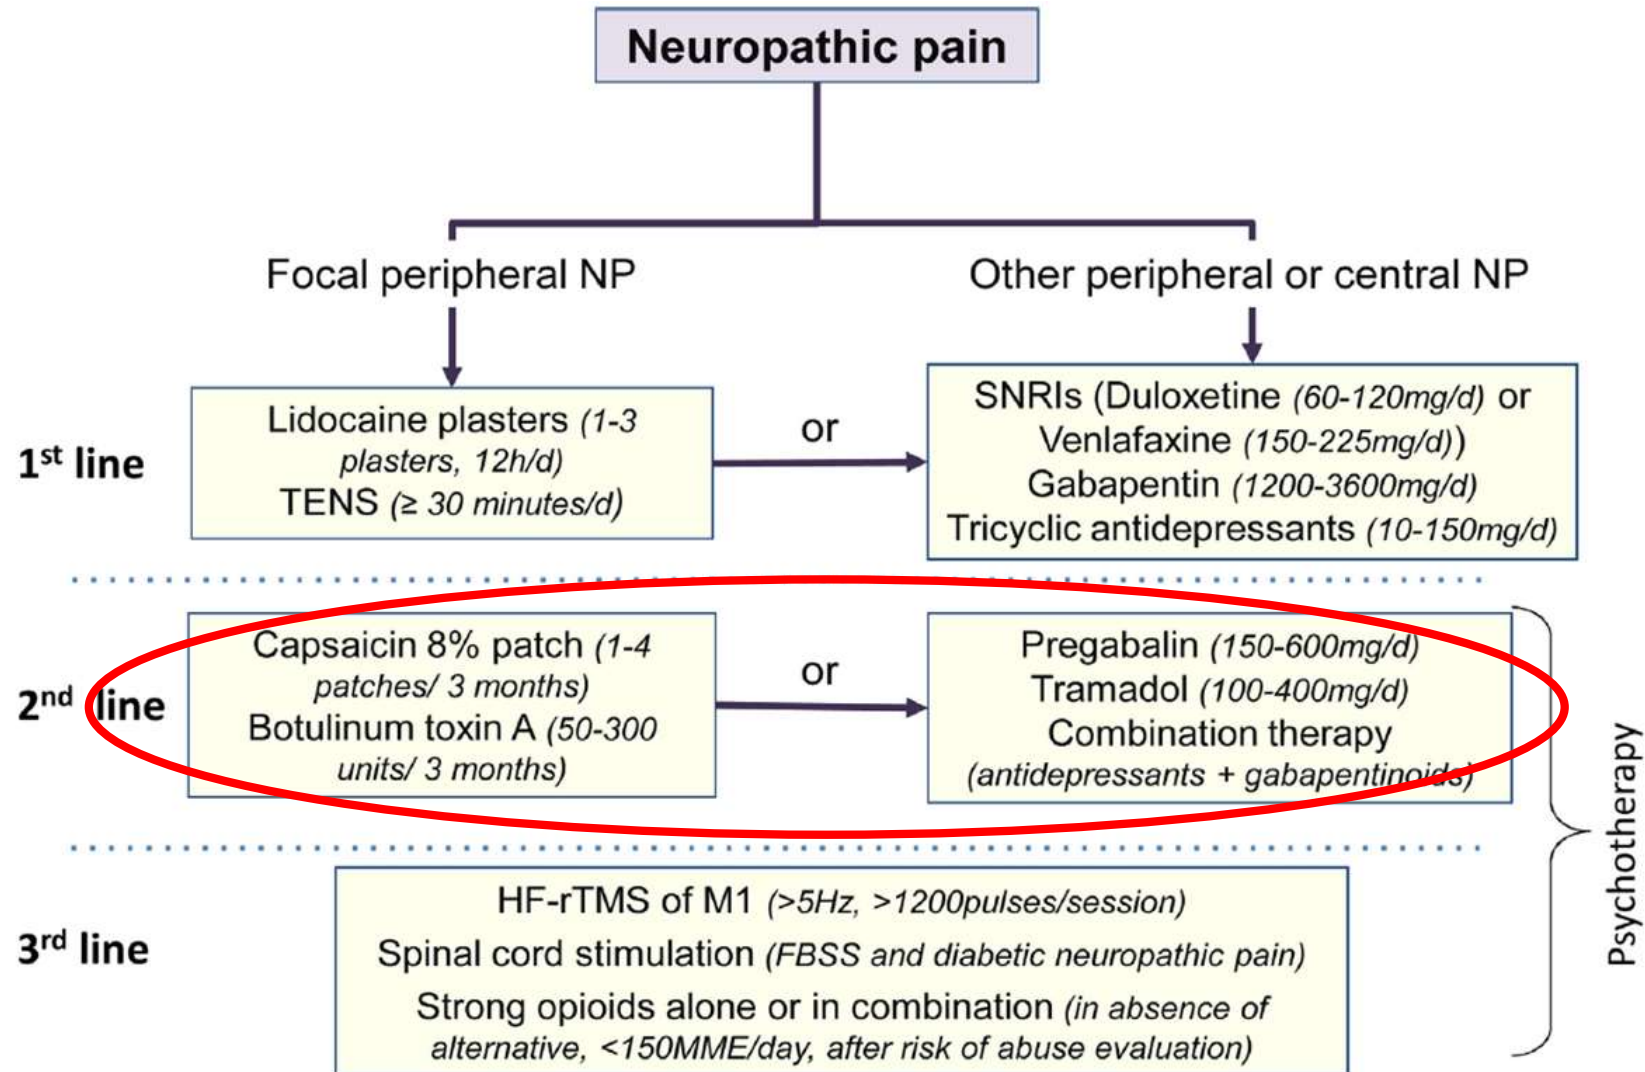 Neuropathic pain
Focal peripheral NP
Other peripheral or central NP
1st line
Lidocaine plasters (1-3
plasters, 12h/d)
TENS (≥ 30 minutes/d)
or
SNRIs (Duloxetine (60-120mg/d) or
Venlafaxine (150-225mg/d))
Gabapentin (1200-3600mg/d)
Tricyclic antidepressants (10-150mg/d)
2nd line
Capsaicin 8% patch (1-4
patches/ 3 months)
Botulinum toxin A (50-300
units/ 3 months)
or
Pregabalin (150-600mg/d)
Tramadol (100-400mg/d)
Combination therapy
(antidepressants + gabapentinoids)
3rd line
HF-rTMS of M1 (>5Hz, >1200pulses/session)
Spinal cord stimulation (FBSS and diabetic neuropathic pain)
Strong opioids alone or in combination (in absence of
alternative, <150MME/day, after risk of abuse evaluation)
Psychotherapy